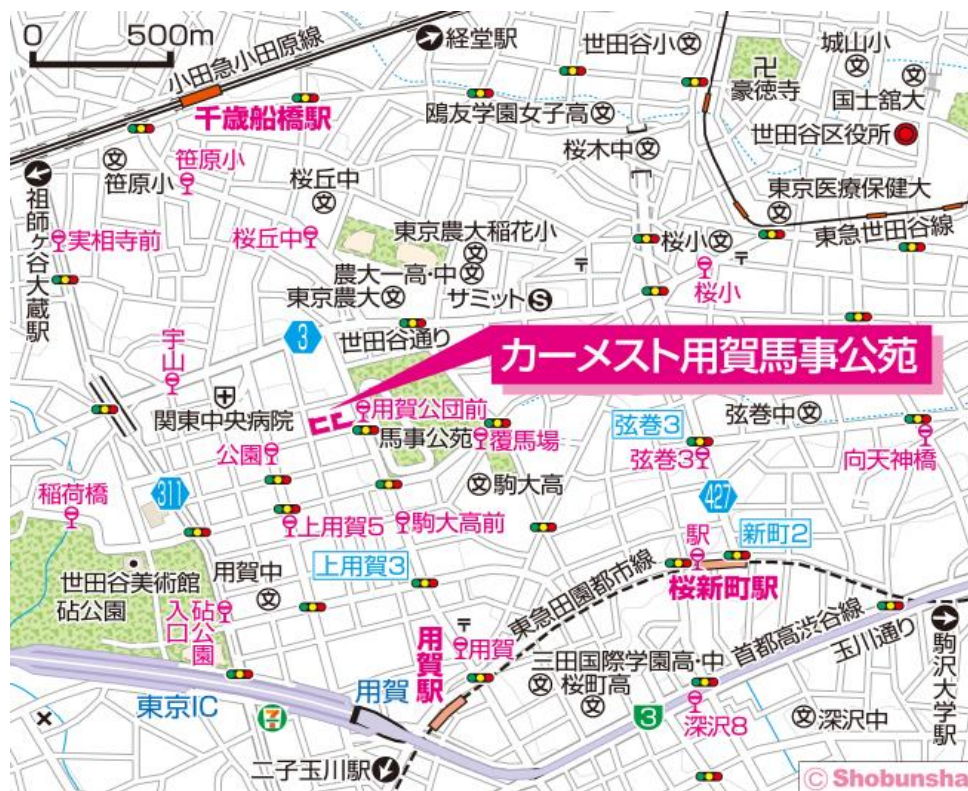 0 500m
小田急小田原線
経堂駅
世田谷小
城山小
豪徳寺
国士舘大
千歳船橋駅
鴎友学園女子高
世田谷区役所
笹原小
笹原小
桜木中
桜丘中
東京医療保健大
祖師ヶ谷大蔵駅
実相寺前
桜丘中
東京農大稲花小
桜小
東急世田谷線
農大一高・中
東京農大
サミット
S
桜小
3
世田谷通り
カーメスト用賀馬事公苑
宇山
関東中央病院
用賀公団前
馬事公苑
覆馬場
弦巻3
弦巻中
公園
弦巻3
向天神橋
稲荷橋
311
駒大高
427
上用賀5
駒大高前
駅
新町2
世田谷美術館
砧公園
用賀中
上用賀3
東急田園都市線
桜新町駅
砧公園
入口
用賀駅
用賀
首都高渋谷線
玉川通り
駒沢大学駅
三田国際学園高・中
桜町高
東京IC
用賀
7
3
深沢8
深沢中
二子玉川駅
© Shobunsha